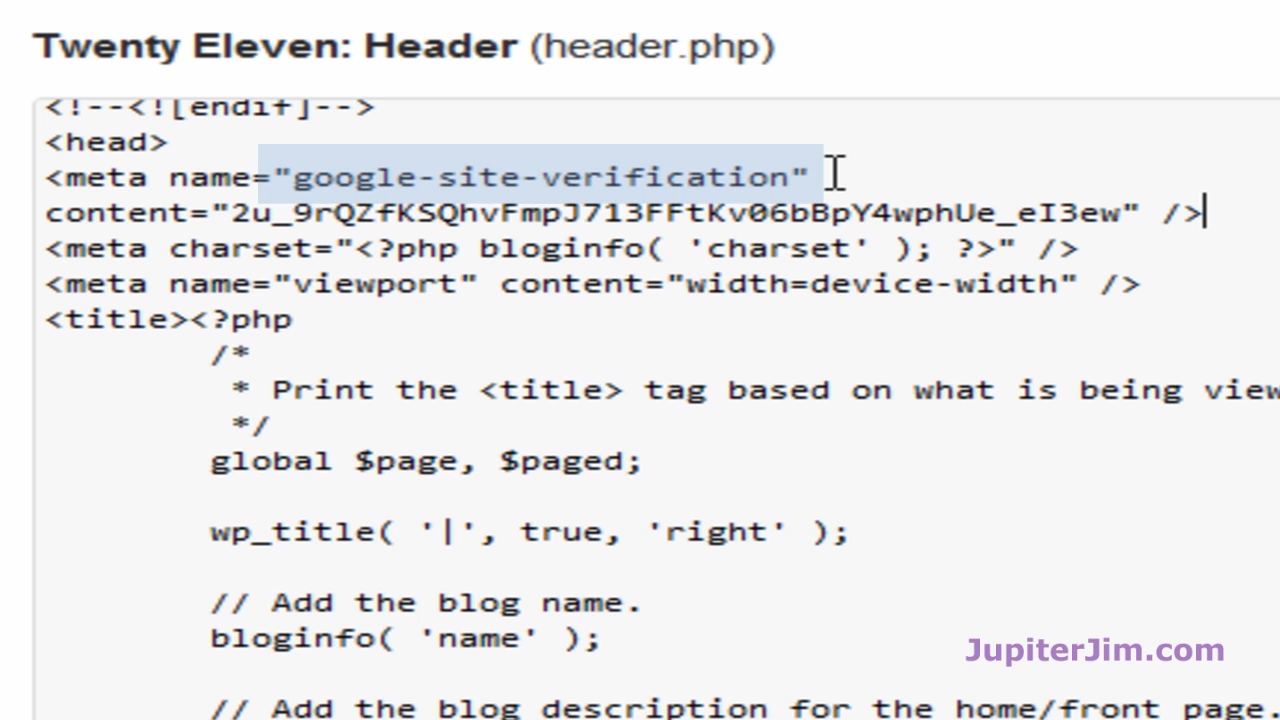 Twenty Eleven: Header (header.php)
<!--<![endif]-->
<head>
<meta name="google-site-verification"
content="2u_9rQZfKSQhvFmpJ713FFtKv06bBpY4wphUe_eI3ew" />
<meta charset="<?php bloginfo( 'charset' ); ?>" />
<meta name="viewport" content="width=device-width" />
<title><?php
/*
* Print the <title> tag based on what is being view
*/
global $page, $paged;
wp_title( '|', true, 'right' );
// Add the blog name.
bloginfo( 'name' );
JupiterJim.com
// Add the blog description for the home/front page.